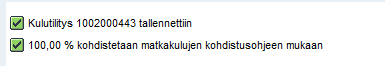 Kulutilitys 1002000443 tallennettiin
100,00 % kohdistetaan matkakulujen kohdistusohjeen mukaan